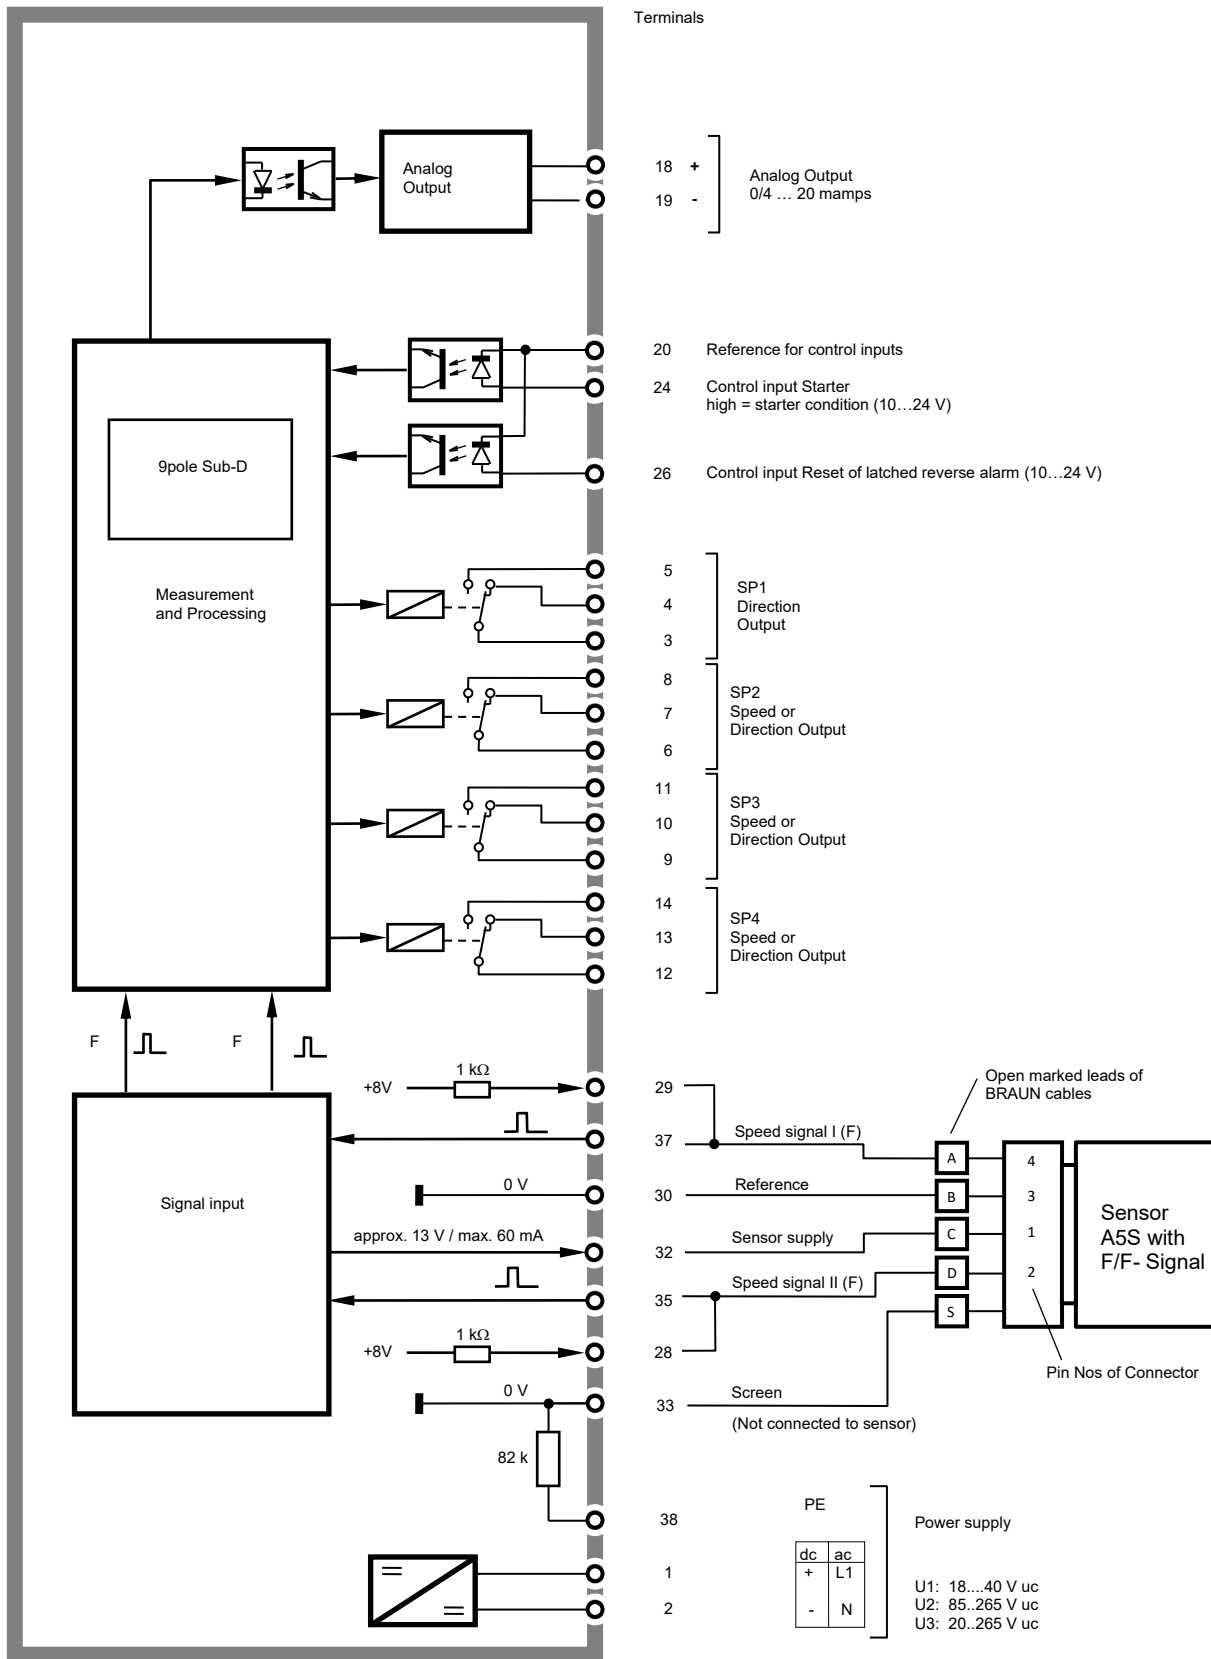 Terminals
Analog
Output
18 +
19 -
Analog Output
0/4 … 20 mamps
20 Reference for control inputs
24 Control input Starter
high = starter condition (10…24 V)
26 Control input Reset of latched reverse alarm (10…24 V)
9pole Sub-D
Measurement
and Processing
5
4
3
SP1
Direction
Output
8
7
6
SP2
Speed or
Direction Output
11
10
9
SP3
Speed or
Direction Output
14
13
12
SP4
Speed or
Direction Output
F
F
Signal input
+8V
1 kΩ
29
37
Speed signal I (F)
0 V
30
Reference
approx. 13 V / max. 60 mA
32
Sensor supply
35
Speed signal II (F)
+8V
1 kΩ
28
0 V
33
Screen
(Not connected to sensor)
82 k
Open marked leads of
BRAUN cables
A
B
C
D
S
4
3
1
2
Sensor
A5S with
F/F- Signal
Pin Nos of Connector
38
PE
1
2
dc ac
+ L1
- N
Power supply
U1: 18....40 V uc
U2: 85..265 V uc
U3: 20..265 V uc